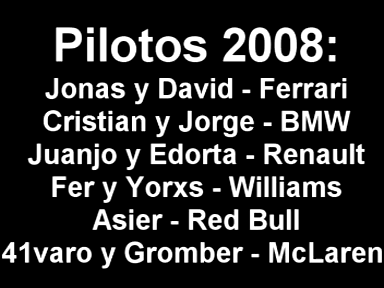 Pilotos 2008:
Jonas y David - Ferrari
Cristian y Jorge - BMW
Juanjo y Edorta - Renault
Fer y Yorxs - Williams
Asier - Red Bull
41varo y Gromber - McLaren